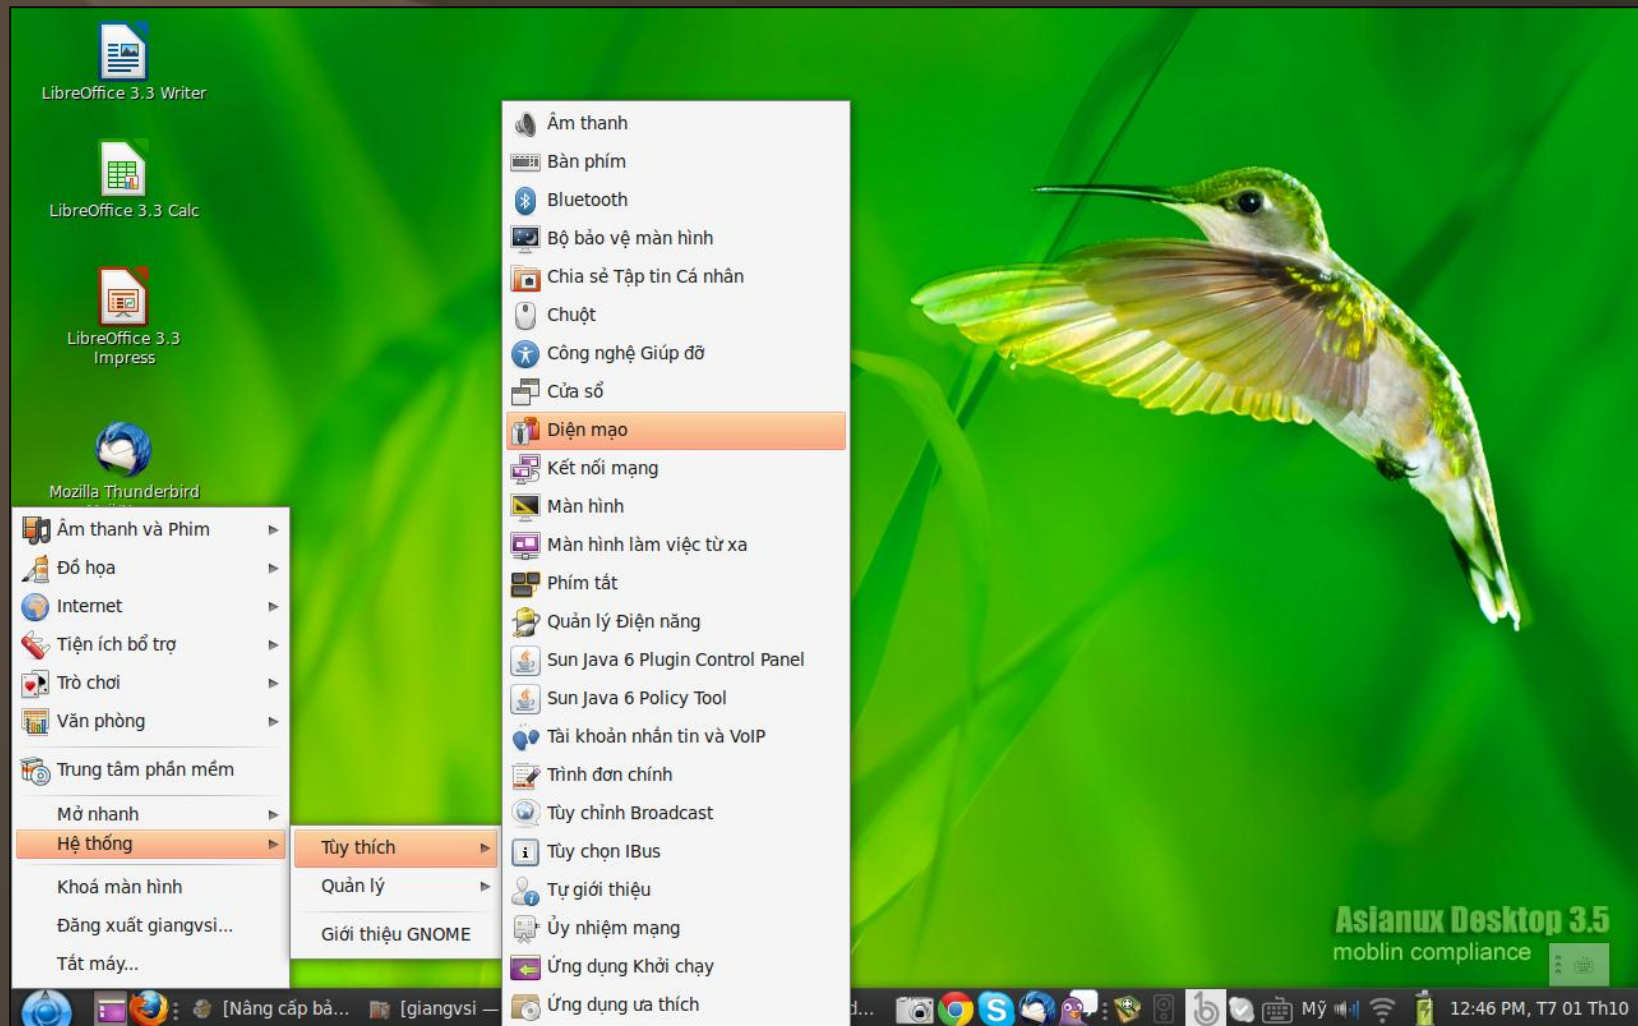 LibreOffice 3.3 Writer
LibreOffice 3.3 Calc
LibreOffice 3.3
Impress
Mozilla Thunderbird
Âm thanh và Phim
Đồ họa
Internet
Tiện ích bổ trợ
Trò chơi
Văn phòng
Trung tâm phần mềm
Mở nhanh
Hệ thống
Khoá màn hình
Đăng xuất giangvsi...
Tắt máy...
Tùy thích
Quản lý
Giới thiệu GNOME
Âm thanh
Bàn phím
Bluetooth
Bộ bảo vệ màn hình
Chia sẻ Tập tin Cá nhân
Chuột
Công nghệ Giúp đỡ
Cửa sổ
Diện mạo
Kết nối mạng
Màn hình
Màn hình làm việc từ xa
Phím tắt
Quản lý Điện năng
Sun Java 6 Plugin Control Panel
Sun Java 6 Policy Tool
Tài khoản nhắn tin và VoIP
Trình đơn chính
Tùy chỉnh Broadcast
Tùy chọn IBus
Tự giới thiệu
Ủy nhiệm mạng
Ứng dụng Khởi chạy
Ứng dụng ưa thích
Asianux Desktop 3.5
moblin compliance
[Nâng cấp bả... [giangvsi — Mỹ 12:46 PM, T7 01 Th10